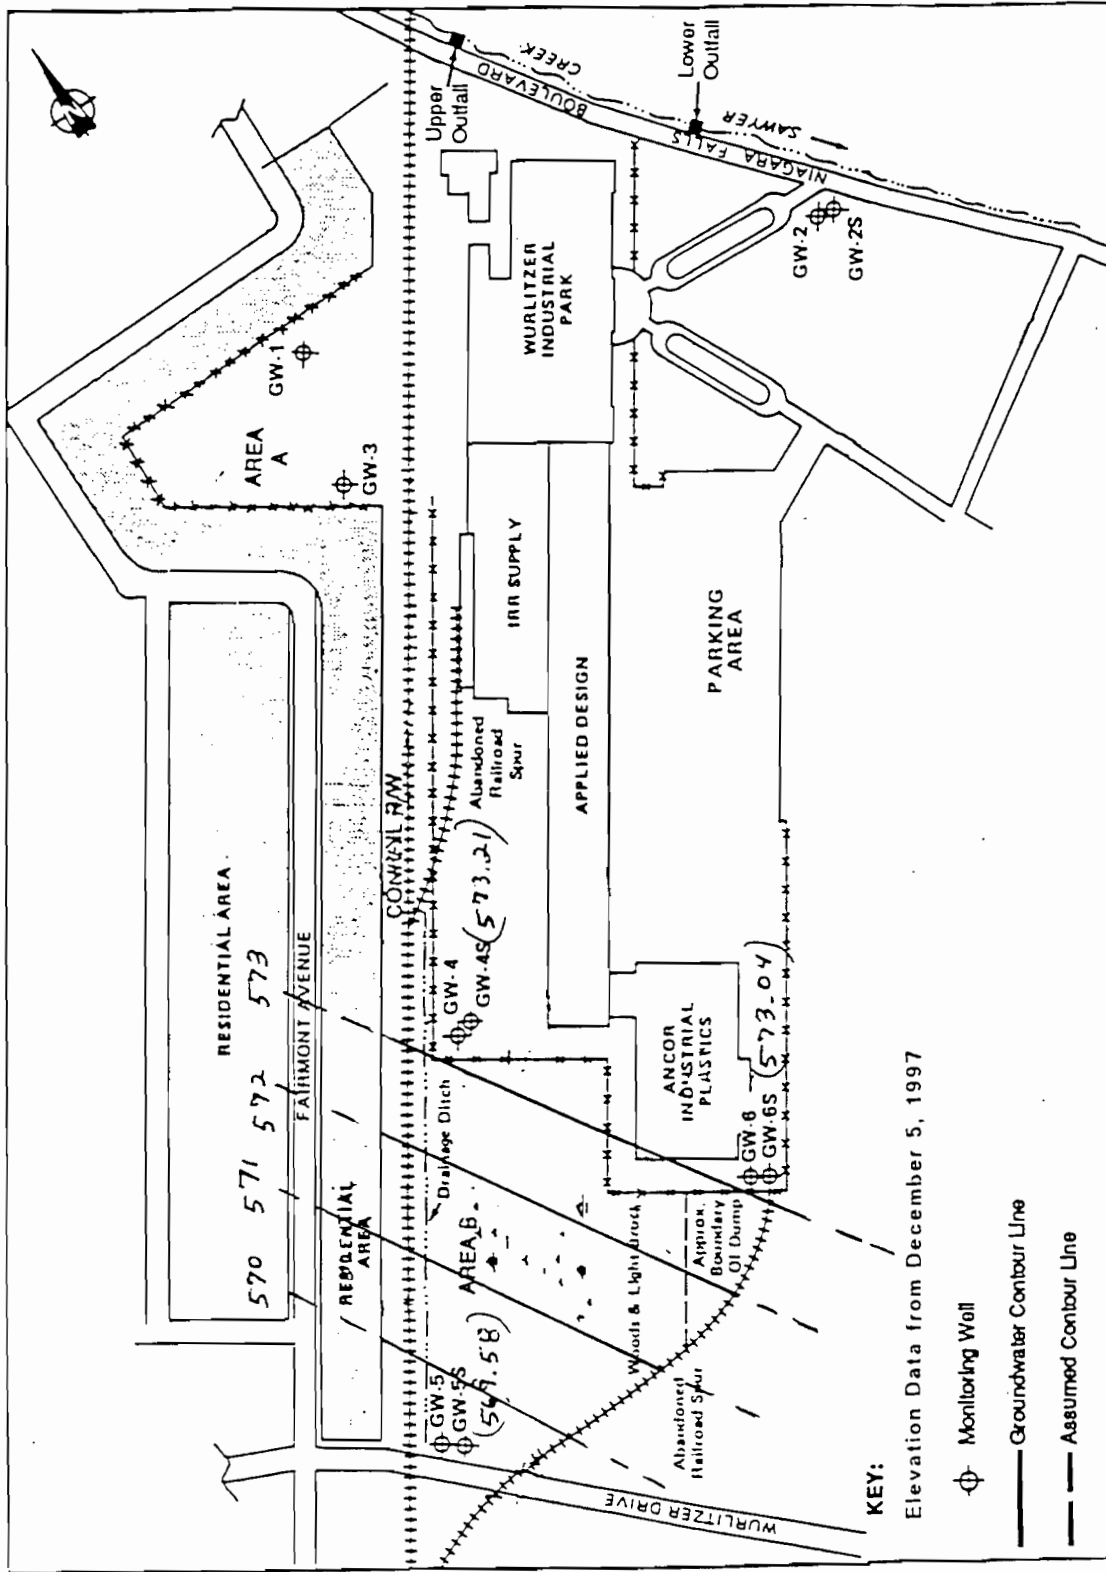 Upper
Outfall
CREEK
BOULEVARD
Lower
Outfall
SAWYER
NIAGARA FALLS
GW-2
GW-2S
WURLITZER
INDUSTRIAL
PARK
GW-1
AREA
A
GW-3
IRR SUPPLY
APPLIED DESIGN
PARKING
AREA
Abandoned
Railroad
Spur
CONRAIL R/W
RESIDENTIAL AREA
FAIRMONT AVENUE
570 571 572 573
RESIDENTIAL
AREA
GW-4
GW-4S (573.21)
Drainage Ditch
ANCOR
INDUSTRIAL
PLASTICS
GW-6
GW-6S (573.04)
AREA B
Woods & Light Brush
Approx.
Boundary
Of Dump
GW-5
GW-5S
(569.58)
Abandoned
Railroad Spur
WURLITZER DRIVE
KEY:
Elevation Data from December 5, 1997
Monitoring Well
Groundwater Contour Line
Assumed Contour Line